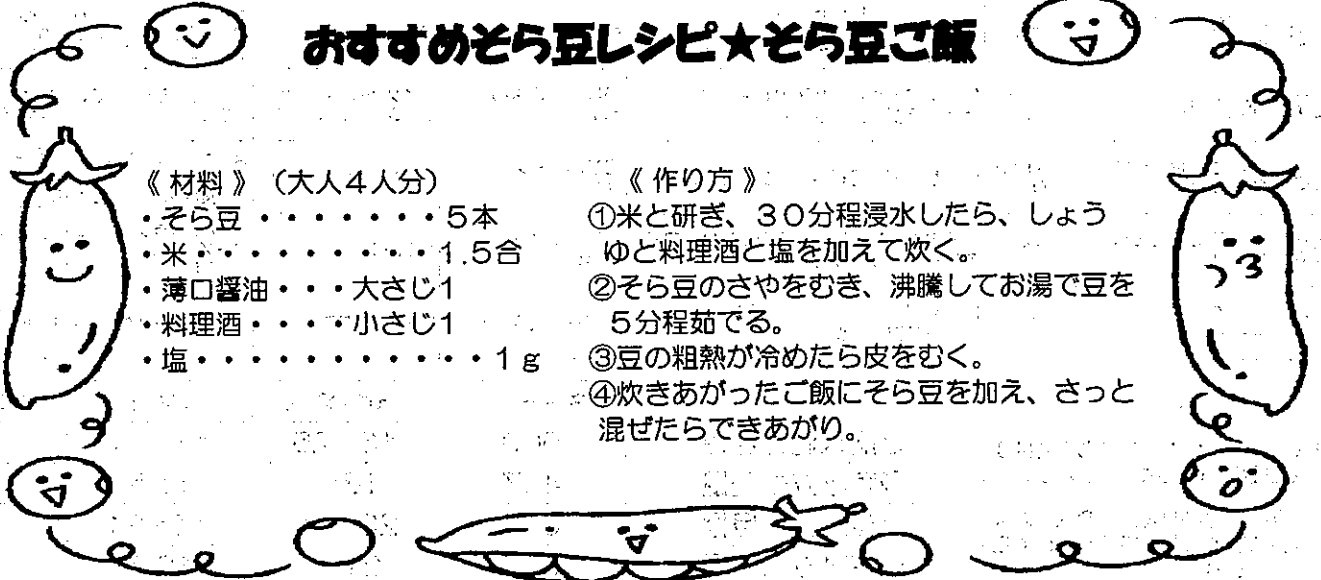 おすすめそら豆レシピ★そら豆ご飯
《 材料 》（大人４人分）
・そら豆・・・・・・・・５本
・米・・・・・・・・・・１.５合
・薄口醤油・・・大さじ１
・料理酒・・・・小さじ１
・塩・・・・・・・・・・・・１ｇ
《 作り方 》
①米と研ぎ、３０分程浸水したら、しょう
ゆと料理酒と塩を加えて炊く。
②そら豆のさやをむき、沸騰してお湯で豆を
５分程茹でる。
③豆の粗熱が冷めたら皮をむく。
④炊きあがったご飯にそら豆を加え、さっと
混ぜたらできあがり。